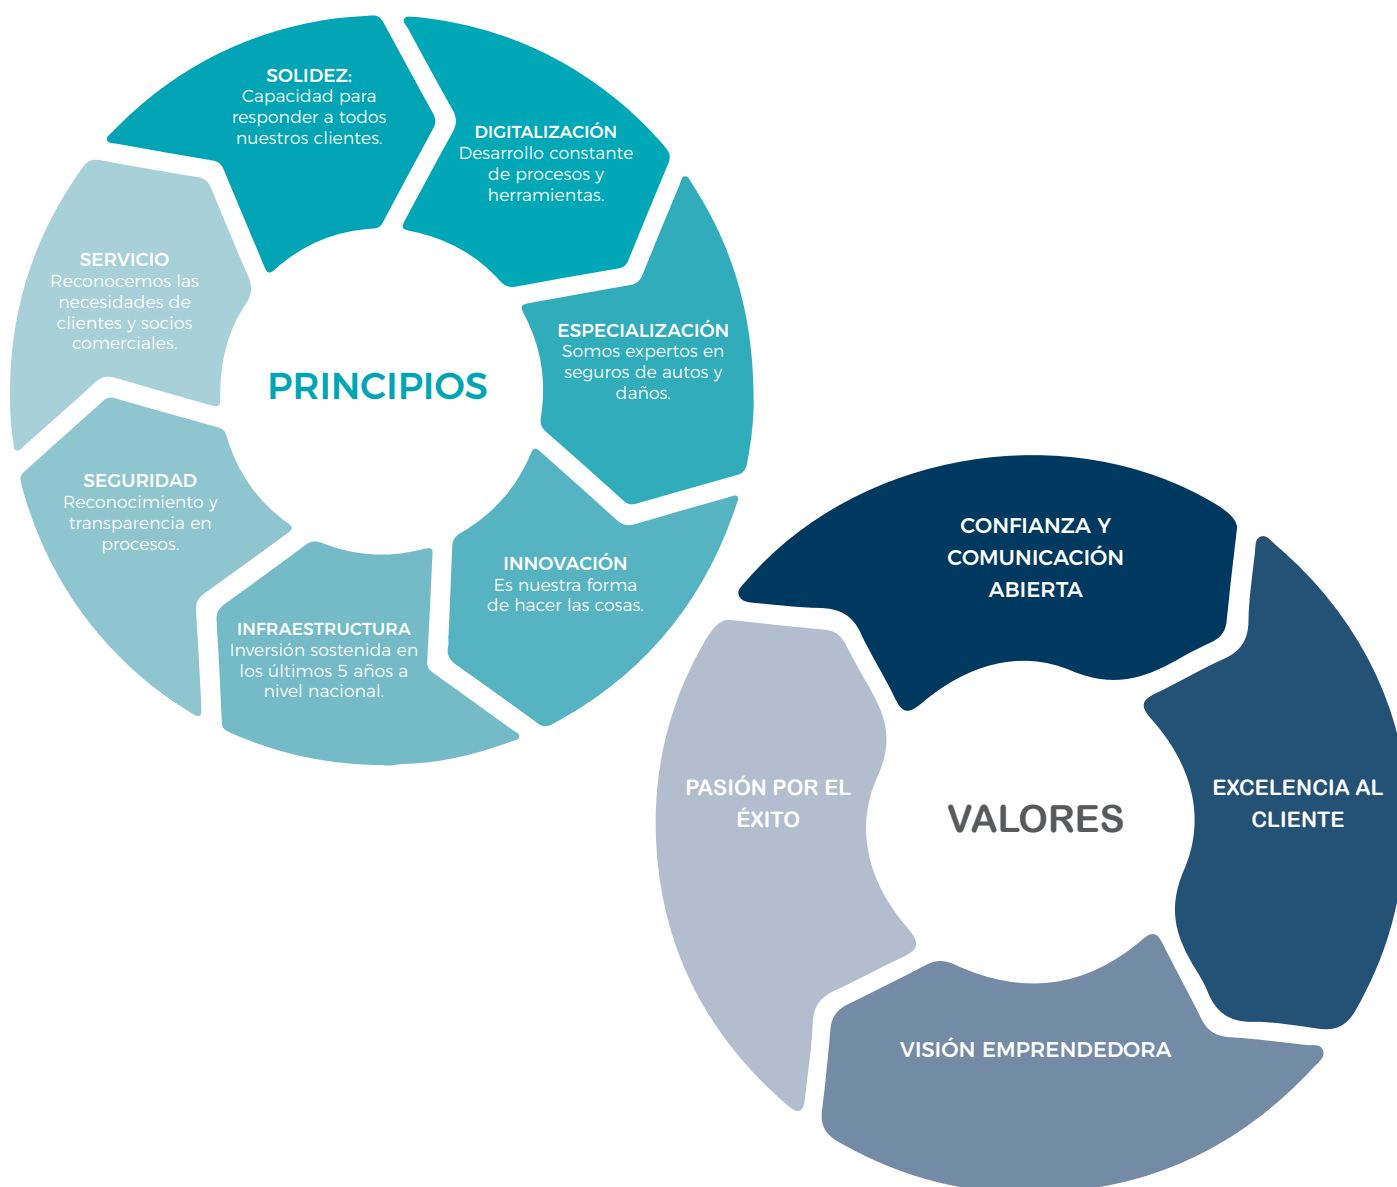 SOLIDEZ:
Capacidad para
responder a todos
nuestros clientes.
DIGITALIZACIÓN
Desarrollo constante
de procesos y
herramientas.
ESPECIALIZACIÓN
Somos expertos en
seguros de autos y
daños.
INNOVACIÓN
Es nuestra forma
de hacer las cosas.
INFRAESTRUCTURA
Inversión sostenida en
los últimos 5 años a
nivel nacional.
SEGURIDAD
Reconocimiento y
transparencia en
procesos.
SERVICIO
Reconocemos las
necesidades de
clientes y socios
comerciales.
PRINCIPIOS
CONFIANZA Y
COMUNICACIÓN
ABIERTA
EXCELENCIA AL
CLIENTE
VISIÓN EMPRENDEDORA
PASIÓN POR EL
ÉXITO
VALORES